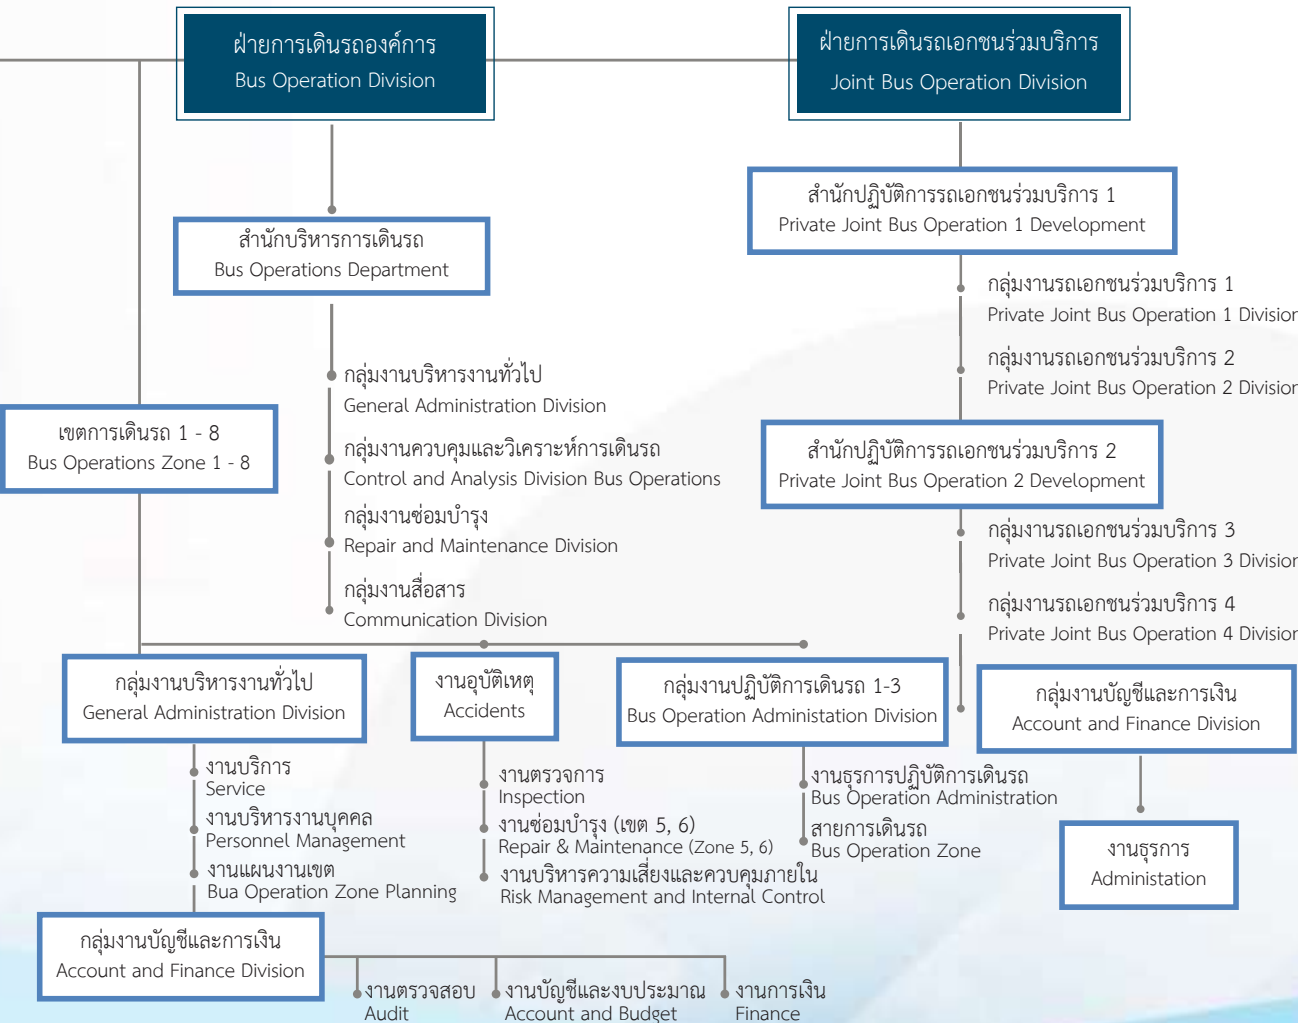 ฝ่ายการเดินรถองค์การ
Bus Operation Division
ฝ่ายการเดินรถเอกชนร่วมบริการ
Joint Bus Operation Division
สำนักบริหารการเดินรถ
Bus Operations Department
กลุ่มงานบริหารงานทั่วไป
General Administration Division
กลุ่มงานควบคุมและวิเคราะห์การเดินรถ
Control and Analysis Division Bus Operations
กลุ่มงานซ่อมบำรุง
Repair and Maintenance Division
กลุ่มงานสื่อสาร
Communication Division
สำนักปฏิบัติการรถเอกชนร่วมบริการ 1
Private Joint Bus Operation 1 Development
กลุ่มงานรถเอกชนร่วมบริการ 1
Private Joint Bus Operation 1 Division
กลุ่มงานรถเอกชนร่วมบริการ 2
Private Joint Bus Operation 2 Division
สำนักปฏิบัติการรถเอกชนร่วมบริการ 2
Private Joint Bus Operation 2 Development
กลุ่มงานรถเอกชนร่วมบริการ 3
Private Joint Bus Operation 3 Division
กลุ่มงานรถเอกชนร่วมบริการ 4
Private Joint Bus Operation 4 Division
เขตการเดินรถ 1 - 8
Bus Operations Zone 1 - 8
กลุ่มงานบริหารงานทั่วไป
General Administration Division
งานบริการ
Service
งานบริหารงานบุคคล
Personnel Management
งานแผนงานเขต
Bua Operation Zone Planning
งานอุบัติเหตุ
Accidents
งานตรวจการ
Inspection
งานซ่อมบำรุง (เขต 5, 6)
Repair & Maintenance (Zone 5, 6)
งานบริหารความเสี่ยงและควบคุมภายใน
Risk Management and Internal Control
กลุ่มงานปฏิบัติการเดินรถ 1-3
Bus Operation Administation Division
งานธุรการปฏิบัติการเดินรถ
Bus Operation Administration
สายการเดินรถ
Bus Operation Zone
กลุ่มงานบัญชีและการเงิน
Account and Finance Division
งานธุรการ
Administation
กลุ่มงานบัญชีและการเงิน
Account and Finance Division
งานตรวจสอบ
Audit
งานบัญชีและงบประมาณ
Account and Budget
งานการเงิน
Finance